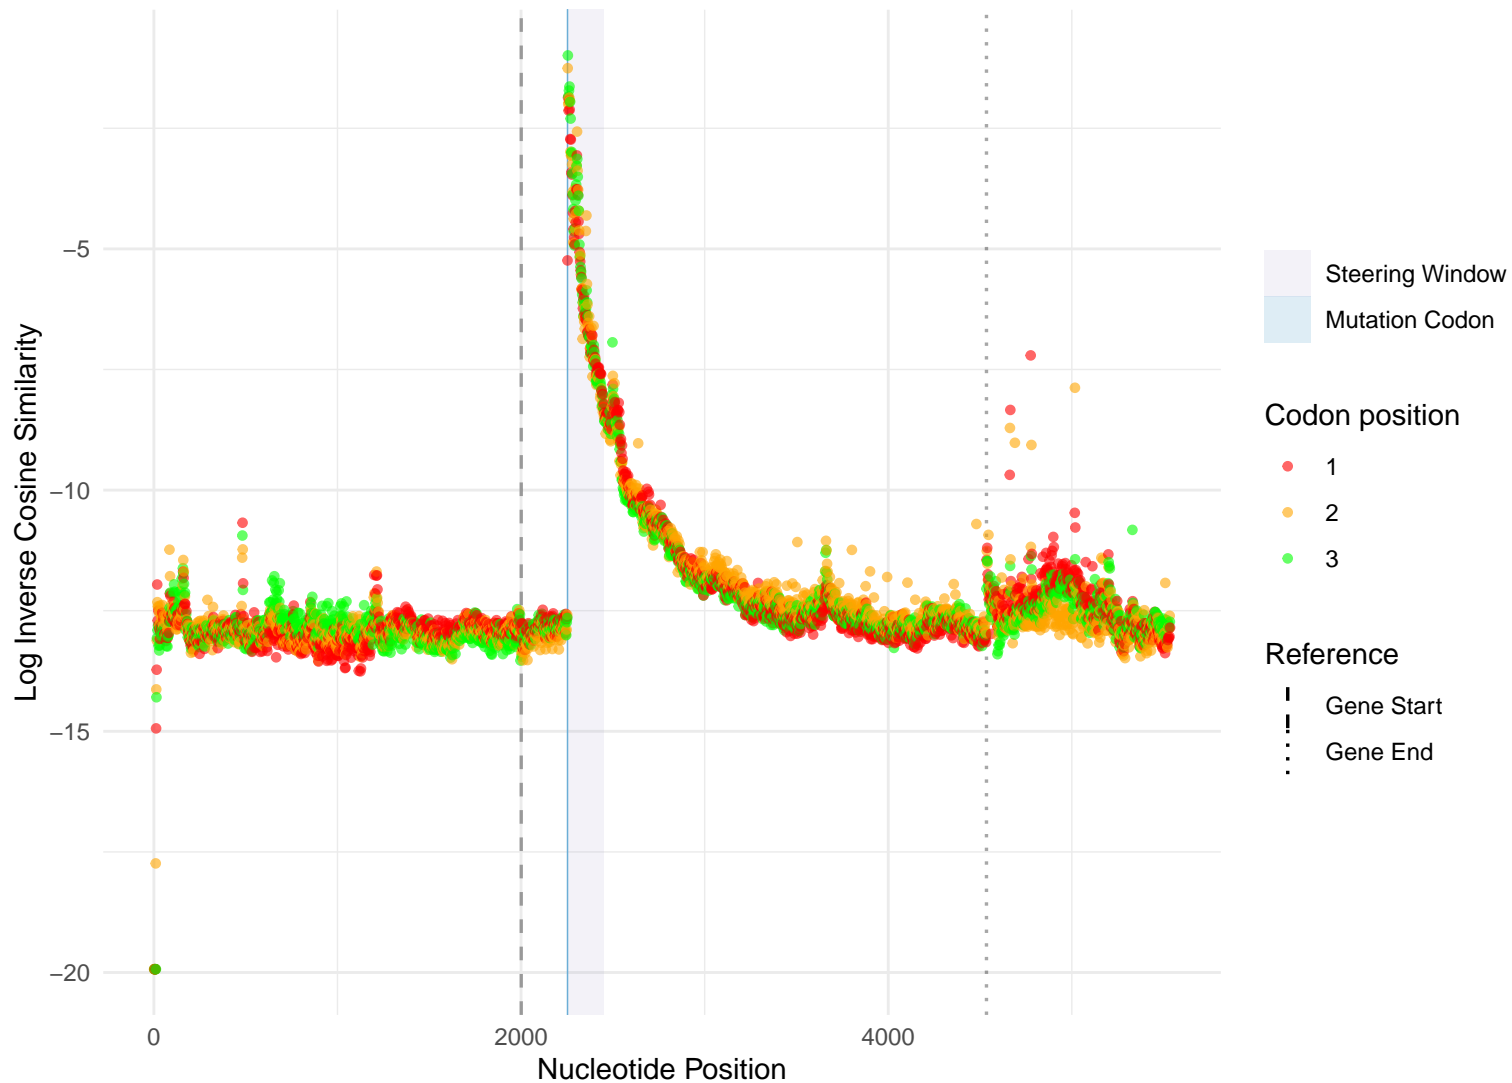 Log Inverse Cosine Similarity
−5
−10
−15
−20
0
2000
4000
Nucleotide Position
Steering Window
Mutation Codon
Codon position
1
2
3
Reference
Gene Start
Gene End